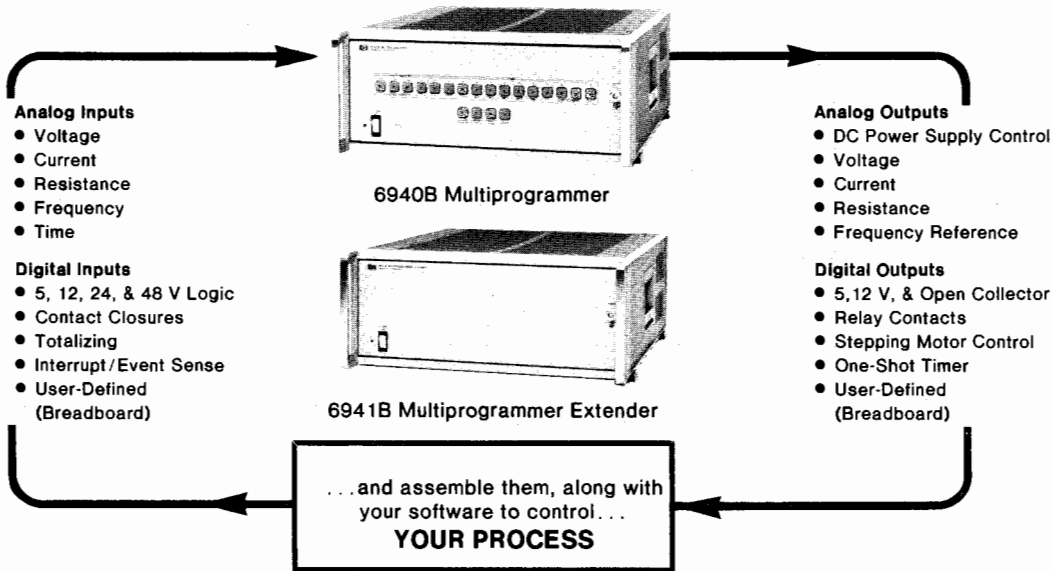 Analog Inputs
● Voltage
● Current
● Resistance
● Frequency
● Time
Digital Inputs
● 5, 12, 24, & 48 V Logic
● Contact Closures
● Totalizing
● Interrupt/Event Sense
● User-Defined
(Breadboard)
6940B Multiprogrammer
6941B Multiprogrammer Extender
Analog Outputs
● DC Power Supply Control
● Voltage
● Current
● Resistance
● Frequency Reference
Digital Outputs
● 5,12 V, & Open Collector
● Relay Contacts
● Stepping Motor Control
● One-Shot Timer
● User-Defined
(Breadboard)
...and assemble them, along with
your software to control...
YOUR PROCESS